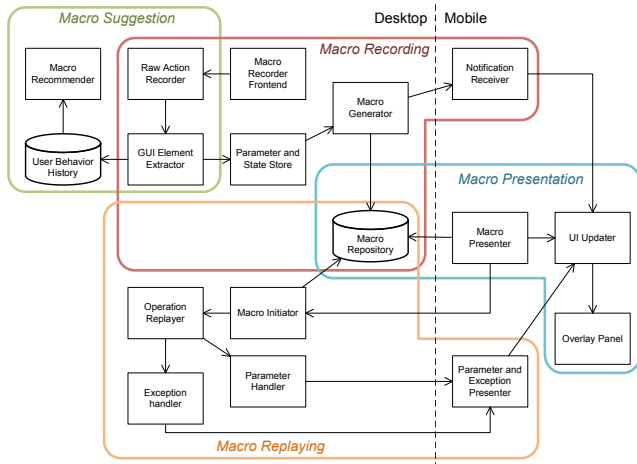 Macro Suggestion
Desktop
Mobile
Macro Recording
Macro
Recommender
Raw Action
Recorder
Macro
Recorder
Frontend
Notification
Receiver
Macro
Generator
User Behavior
History
GUI Element
Extractor
Parameter and
State Store
Macro Presentation
Macro
Repository
Macro
Presenter
UI Updater
Operation
Replayer
Macro Initiator
Overlay Panel
Exception
handler
Parameter
Handler
Parameter and
Exception
Presenter
Macro Replaying